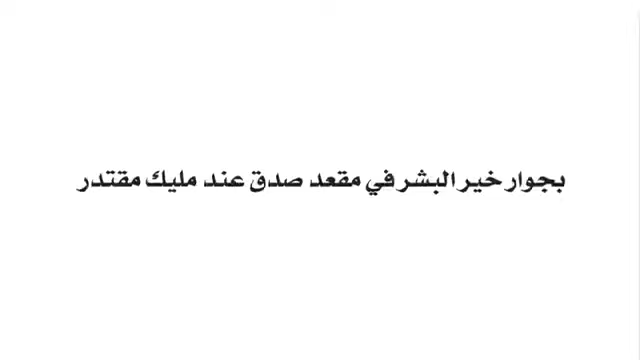 بجوار خير البشر في مقعد صدق عند مليك مقتدر